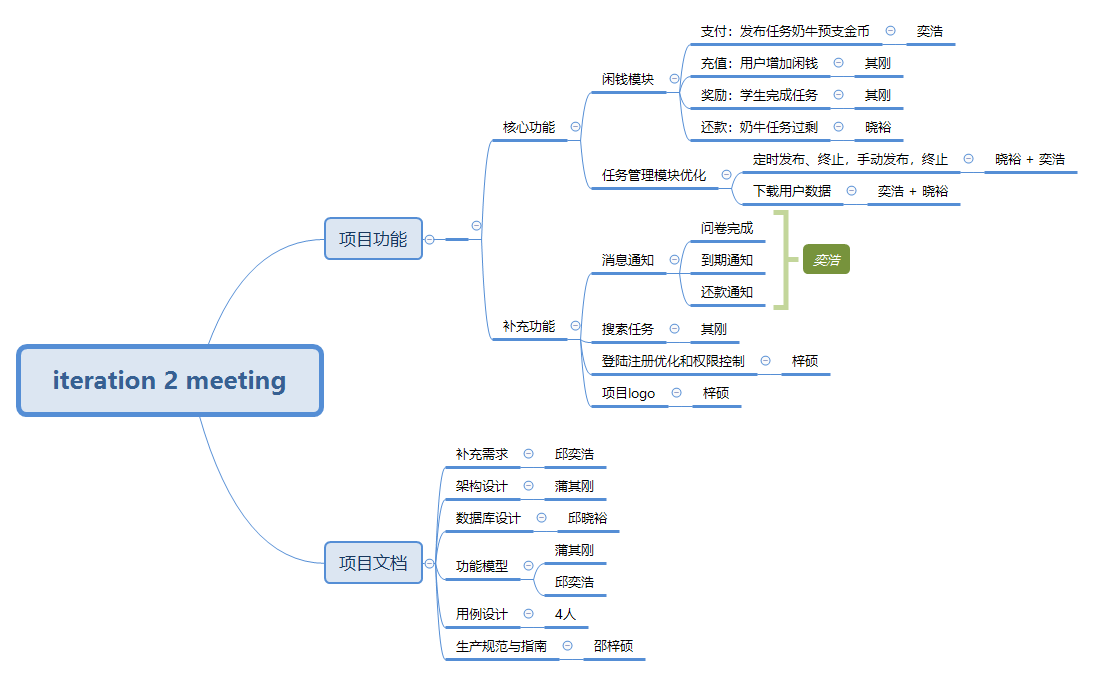 iteration 2 meeting
项目功能
核心功能
闲钱模块
支付：发布任务奶牛预支金币
奕浩
充值：用户增加闲钱
其刚
奖励：学生完成任务
其刚
还款：奶牛任务过剩
晓裕
任务管理模块优化
定时发布、终止，手动发布，终止
晓裕 + 奕浩
下载用户数据
奕浩 + 晓裕
补充功能
消息通知
问卷完成
到期通知
还款通知
奕浩
搜索任务
其刚
登陆注册优化和权限控制
梓硕
项目logo
梓硕
项目文档
补充需求
邱奕浩
架构设计
蒲其刚
数据库设计
邱晓裕
功能模型
蒲其刚
邱奕浩
用例设计
4人
生产规范与指南
邵梓硕